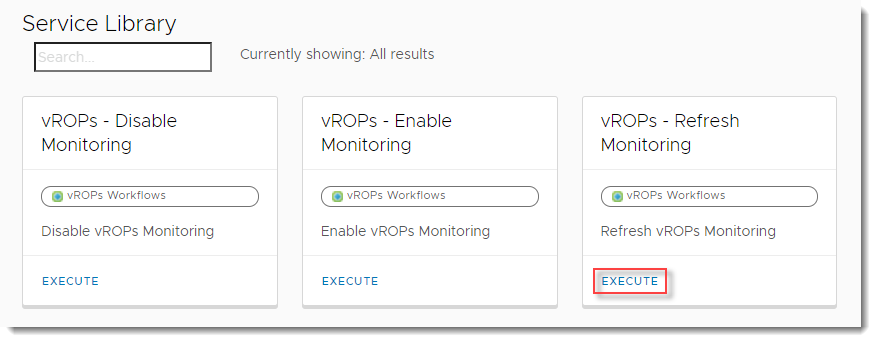 Service Library
Search...
Currently showing: All results
vROPs - Disable
Monitoring
vROPs Workflows
Disable vROPs Monitoring
EXECUTE
vROPs - Enable
Monitoring
vROPs Workflows
Enable vROPs Monitoring
EXECUTE
vROPs - Refresh
Monitoring
vROPs Workflows
Refresh vROPs Monitoring
EXECUTE